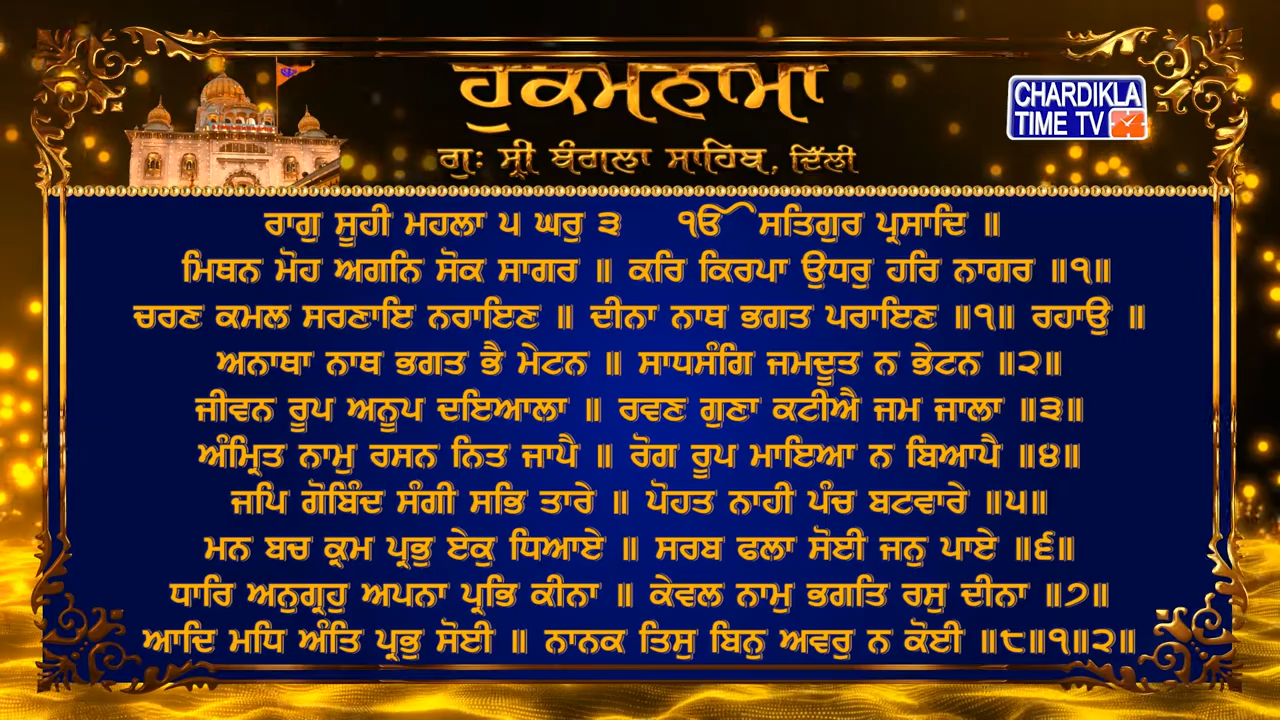 ਹੁਕਮਨਾਮਾ
CHARDIKLA
TIME TV
ਗੁ: ਸ੍ਰੀ ਬੰਗਲਾ ਸਾਹਿਬ, ਦਿੱਲੀ
ਰਾਗੁ ਸੂਹੀ ਮਹਲਾ ੫ ਘਰੁ ੩ ੴ ਸਤਿਗੁਰ ਪ੍ਰਸਾਦਿ ॥
ਮਿਥਨ ਮੋਹ ਅਗਨਿ ਸੋਕ ਸਾਗਰ ॥ ਕਰਿ ਕਿਰਪਾ ਉਧਰੁ ਹਰਿ ਨਾਗਰ ॥੧॥
ਚਰਣ ਕਮਲ ਸਰਣਾਇ ਨਰਾਇਣ ॥ ਦੀਨਾ ਨਾਥ ਭਗਤ ਪਰਾਇਣ ॥੧॥ ਰਹਾਉ ॥
ਅਨਾਥਾ ਨਾਥ ਭਗਤ ਭੈ ਮੇਟਨ ॥ ਸਾਧਸੰਗਿ ਜਮਦੂਤ ਨ ਭੇਟਨ ॥੨॥
ਜੀਵਨ ਰੂਪ ਅਨੂਪ ਦਇਆਲਾ ॥ ਰਵਣ ਗੁਣਾ ਕਟੀਐ ਜਮ ਜਾਲਾ ॥੩॥
ਅੰਮ੍ਰਿਤ ਨਾਮੁ ਰਸਨ ਨਿਤ ਜਾਪੈ ॥ ਰੋਗ ਰੂਪ ਮਾਇਆ ਨ ਬਿਆਪੈ ॥੪॥
ਜਪਿ ਗੋਬਿੰਦ ਸੰਗੀ ਸਭਿ ਤਾਰੇ ॥ ਪੋਹਤ ਨਾਹੀ ਪੰਚ ਬਟਵਾਰੇ ॥੫॥
ਮਨ ਬਚ ਕ੍ਰਮ ਪ੍ਰਭੁ ਏਕੁ ਧਿਆਏ ॥ ਸਰਬ ਫਲਾ ਸੋਈ ਜਨੁ ਪਾਏ ॥੬॥
ਧਾਰਿ ਅਨੁਗ੍ਰਹੁ ਅਪਨਾ ਪ੍ਰਭਿ ਕੀਨਾ ॥ ਕੇਵਲ ਨਾਮੁ ਭਗਤਿ ਰਸੁ ਦੀਨਾ ॥੭॥
ਆਦਿ ਮਧਿ ਅੰਤਿ ਪ੍ਰਭੁ ਸੋਈ ॥ ਨਾਨਕ ਤਿਸੁ ਬਿਨੁ ਅਵਰੁ ਨ ਕੋਈ ॥੮॥੧॥੨॥